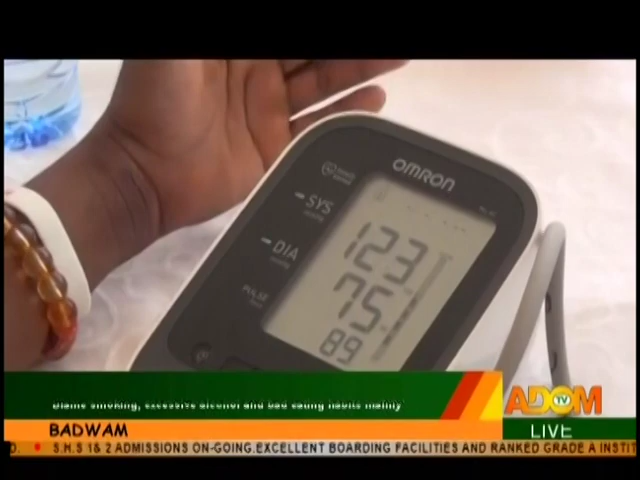 OMRON
SYS
DIA
PULSE
123
75
89
Blame smoking, excessive alcohol and bad eating habits mainly
ADOM TV
BADWAM
LIVE
D. • S.H.S 1& 2 ADMISSIONS ON-GOING.EXCELLENT BOARDING FACILITIES AND RANKED GRADE A INSTIT